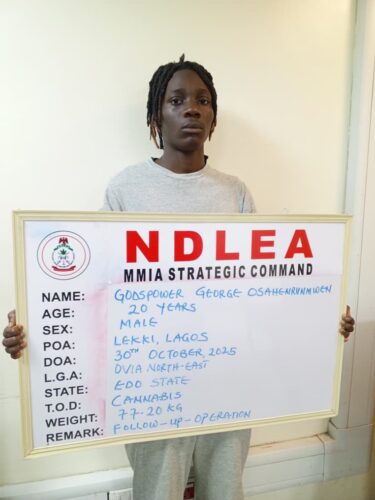 NDLEA
MMIA STRATEGIC COMMAND
NAME: GODSPOWER GEORGE OSAHENRUNMWEN
AGE: 20 YEARS
SEX: MALE
POA: LEKKI, LAGOS
DOA: 30TH OCTOBER, 2025
L.G.A: OVIA NORTH-EAST
STATE: EDO STATE
T.O.D: CANNABIS
WEIGHT: 77.20 KG
REMARK: FOLLOW-UP-OPERATION